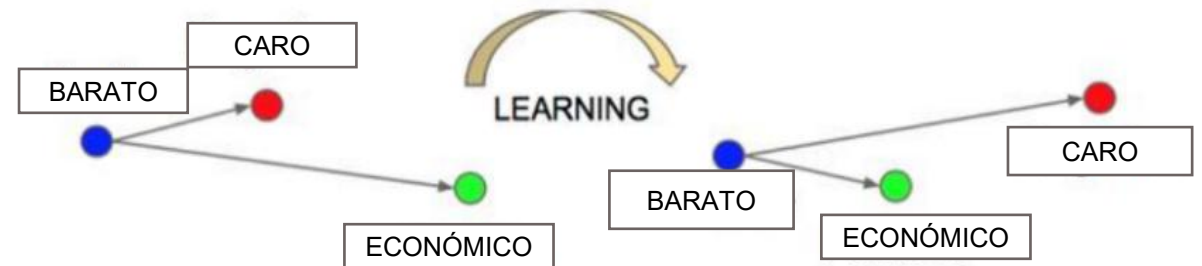 CARO
BARATO
LEARNING
ECONÓMICO
CARO
BARATO
ECONÓMICO